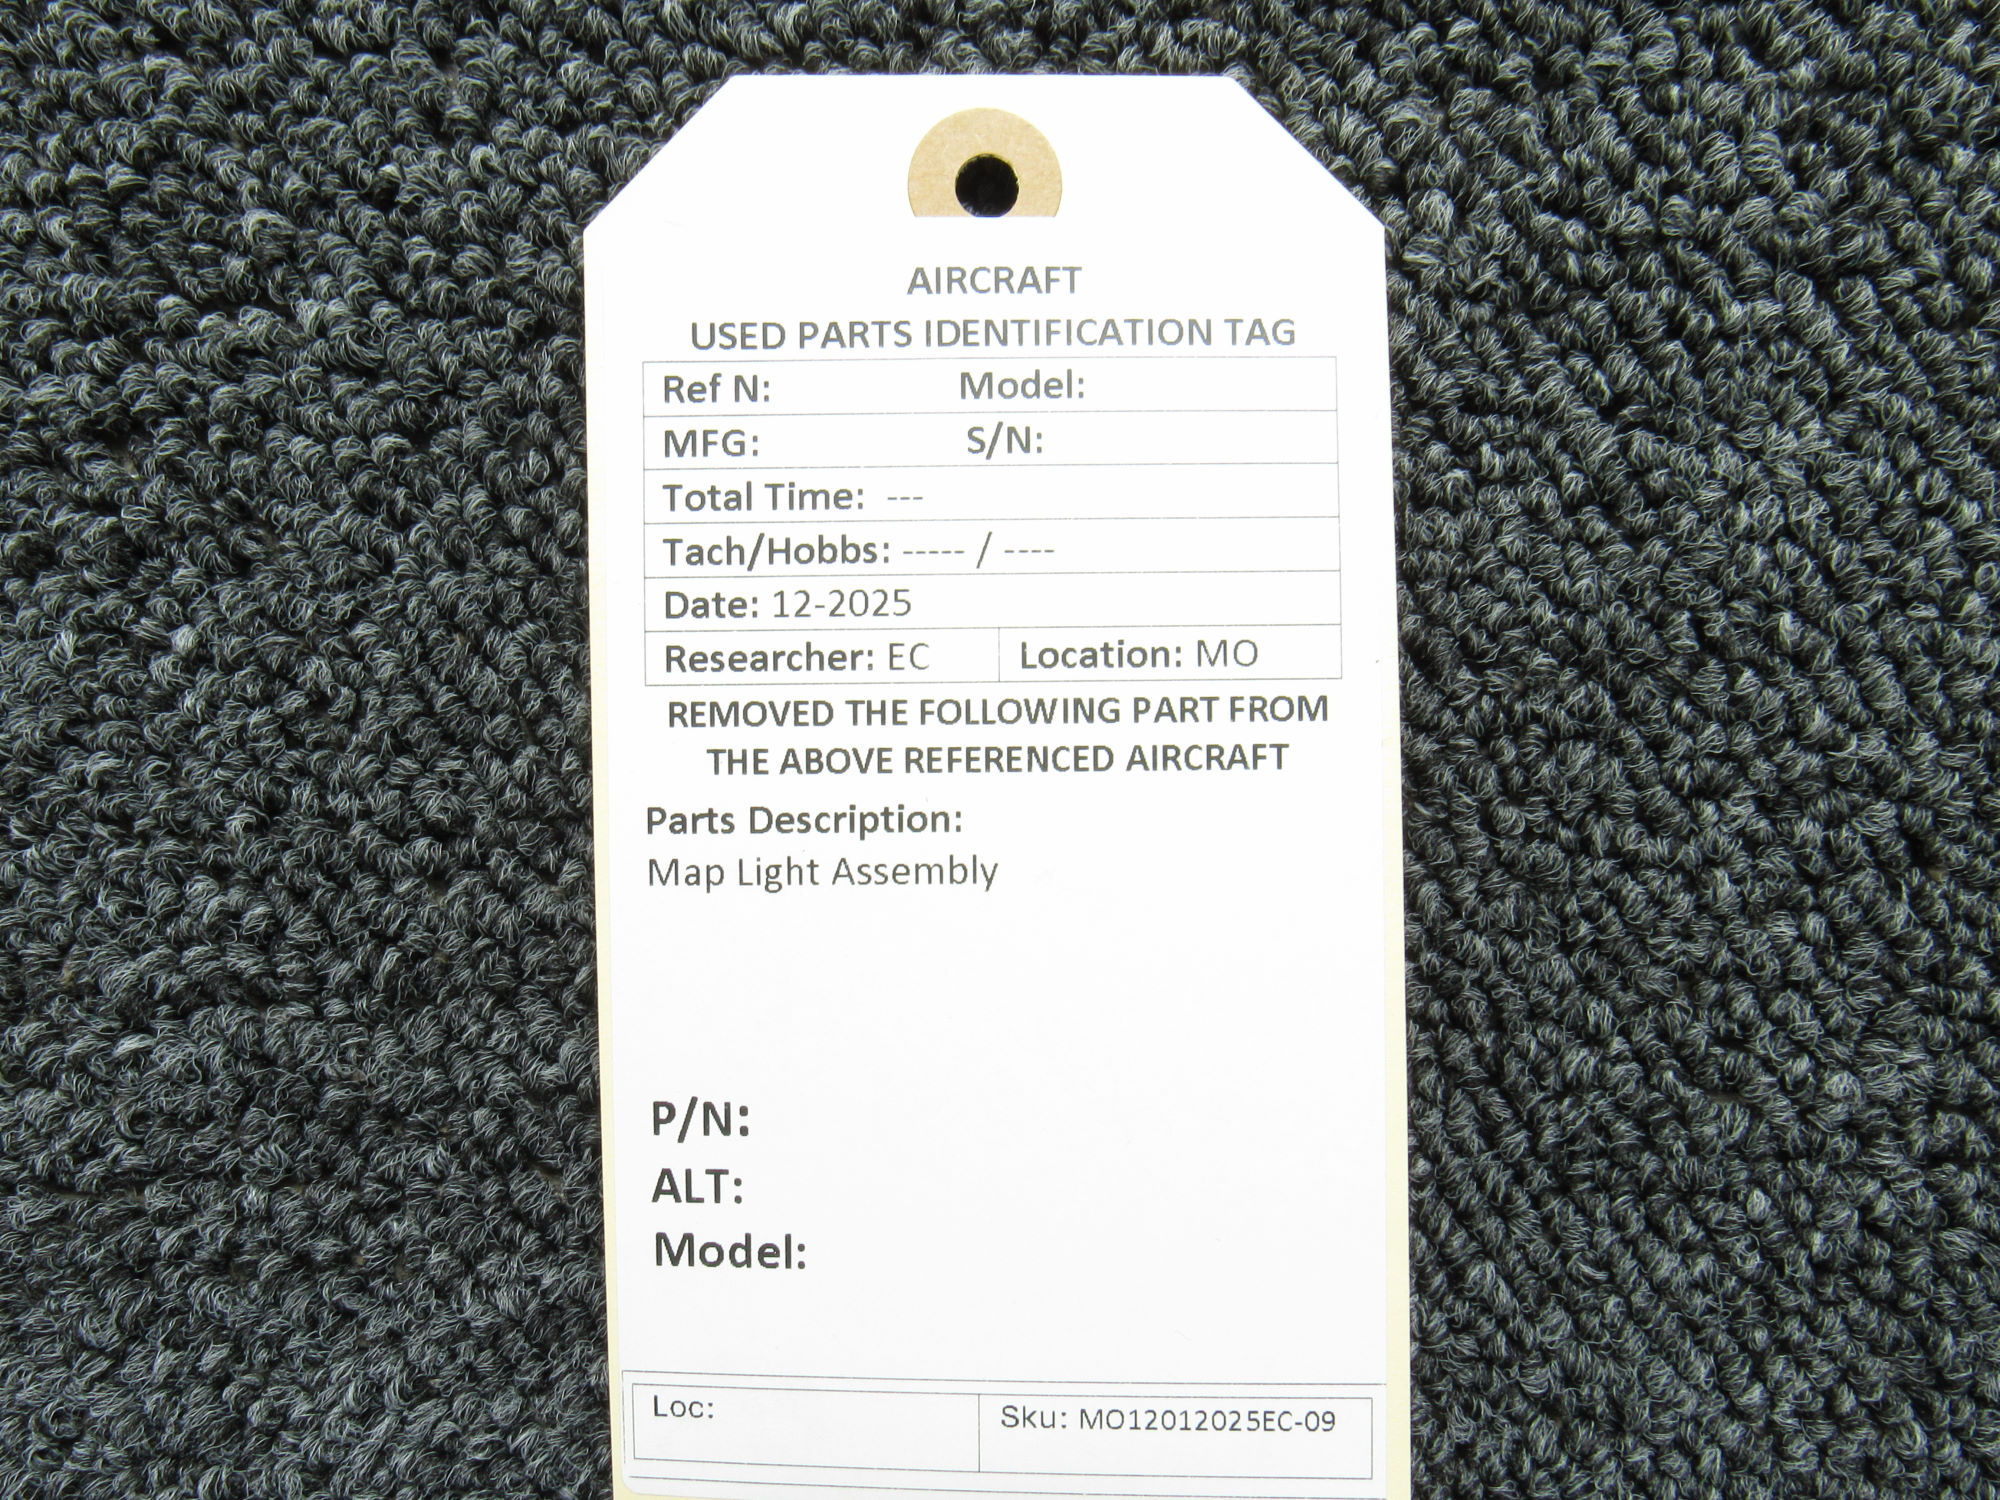 AIRCRAFT
USED PARTS IDENTIFICATION TAG
Ref N: Model:
MFG: S/N:
Total Time: ---
Tach/Hobbs: ----- / ----
Date: 12-2025
Researcher: EC Location: MO
REMOVED THE FOLLOWING PART FROM
THE ABOVE REFERENCED AIRCRAFT
Parts Description:
Map Light Assembly
P/N:
ALT:
Model:
Loc: Sku: MO12012025EC-09